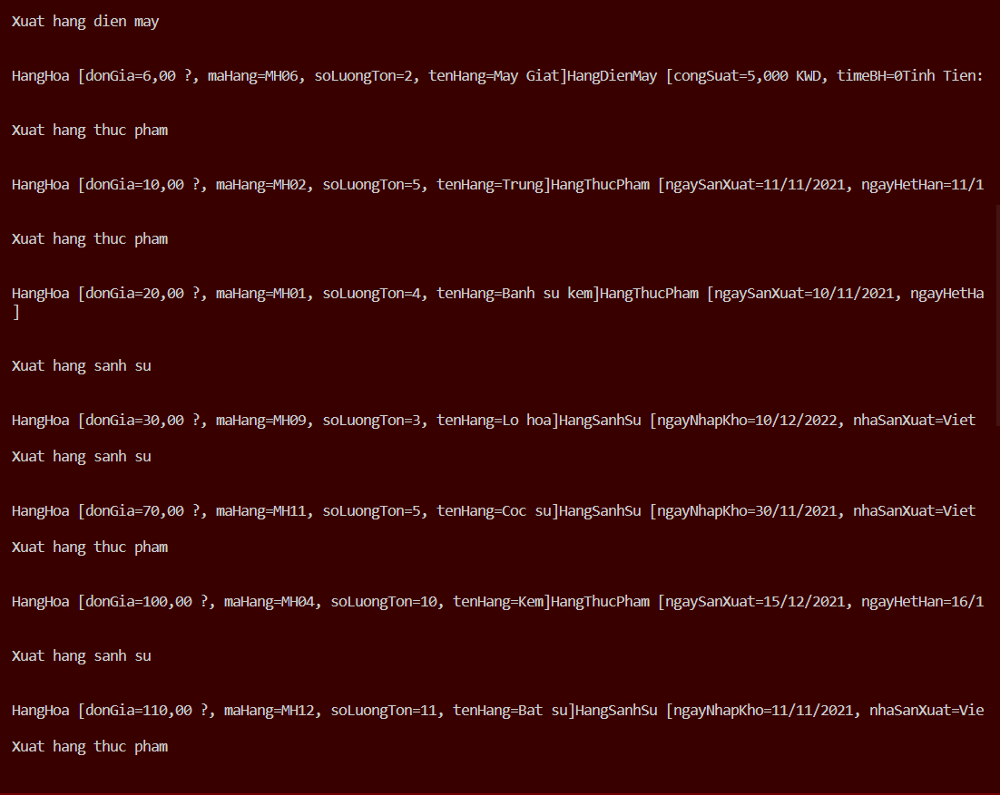 Xuat hang dien may
HangHoa [donGia=6,00 ?, maHang=MH06, soLuongTon=2, tenHang=May Giat]HangDienMay [congSuat=5,000 KWD, timeBH=0Tinh Tien:
Xuat hang thuc pham
HangHoa [donGia=10,00 ?, maHang=MH02, soLuongTon=5, tenHang=Trung]HangThucPham [ngaySanXuat=11/11/2021, ngayHetHan=11/1
Xuat hang thuc pham
HangHoa [donGia=20,00 ?, maHang=MH01, soLuongTon=4, tenHang=Banh su kem]HangThucPham [ngaySanXuat=10/11/2021, ngayHetHa
]
Xuat hang sanh su
HangHoa [donGia=30,00 ?, maHang=MH09, soLuongTon=3, tenHang=Lo hoa]HangSanhSu [ngayNhapKho=10/12/2022, nhaSanXuat=Viet
Xuat hang sanh su
HangHoa [donGia=70,00 ?, maHang=MH11, soLuongTon=5, tenHang=Coc su]HangSanhSu [ngayNhapKho=30/11/2021, nhaSanXuat=Viet
Xuat hang thuc pham
HangHoa [donGia=100,00 ?, maHang=MH04, soLuongTon=10, tenHang=Kem]HangThucPham [ngaySanXuat=15/12/2021, ngayHetHan=16/1
Xuat hang sanh su
HangHoa [donGia=110,00 ?, maHang=MH12, soLuongTon=11, tenHang=Bat su]HangSanhSu [ngayNhapKho=11/11/2021, nhaSanXuat=Vie
Xuat hang thuc pham